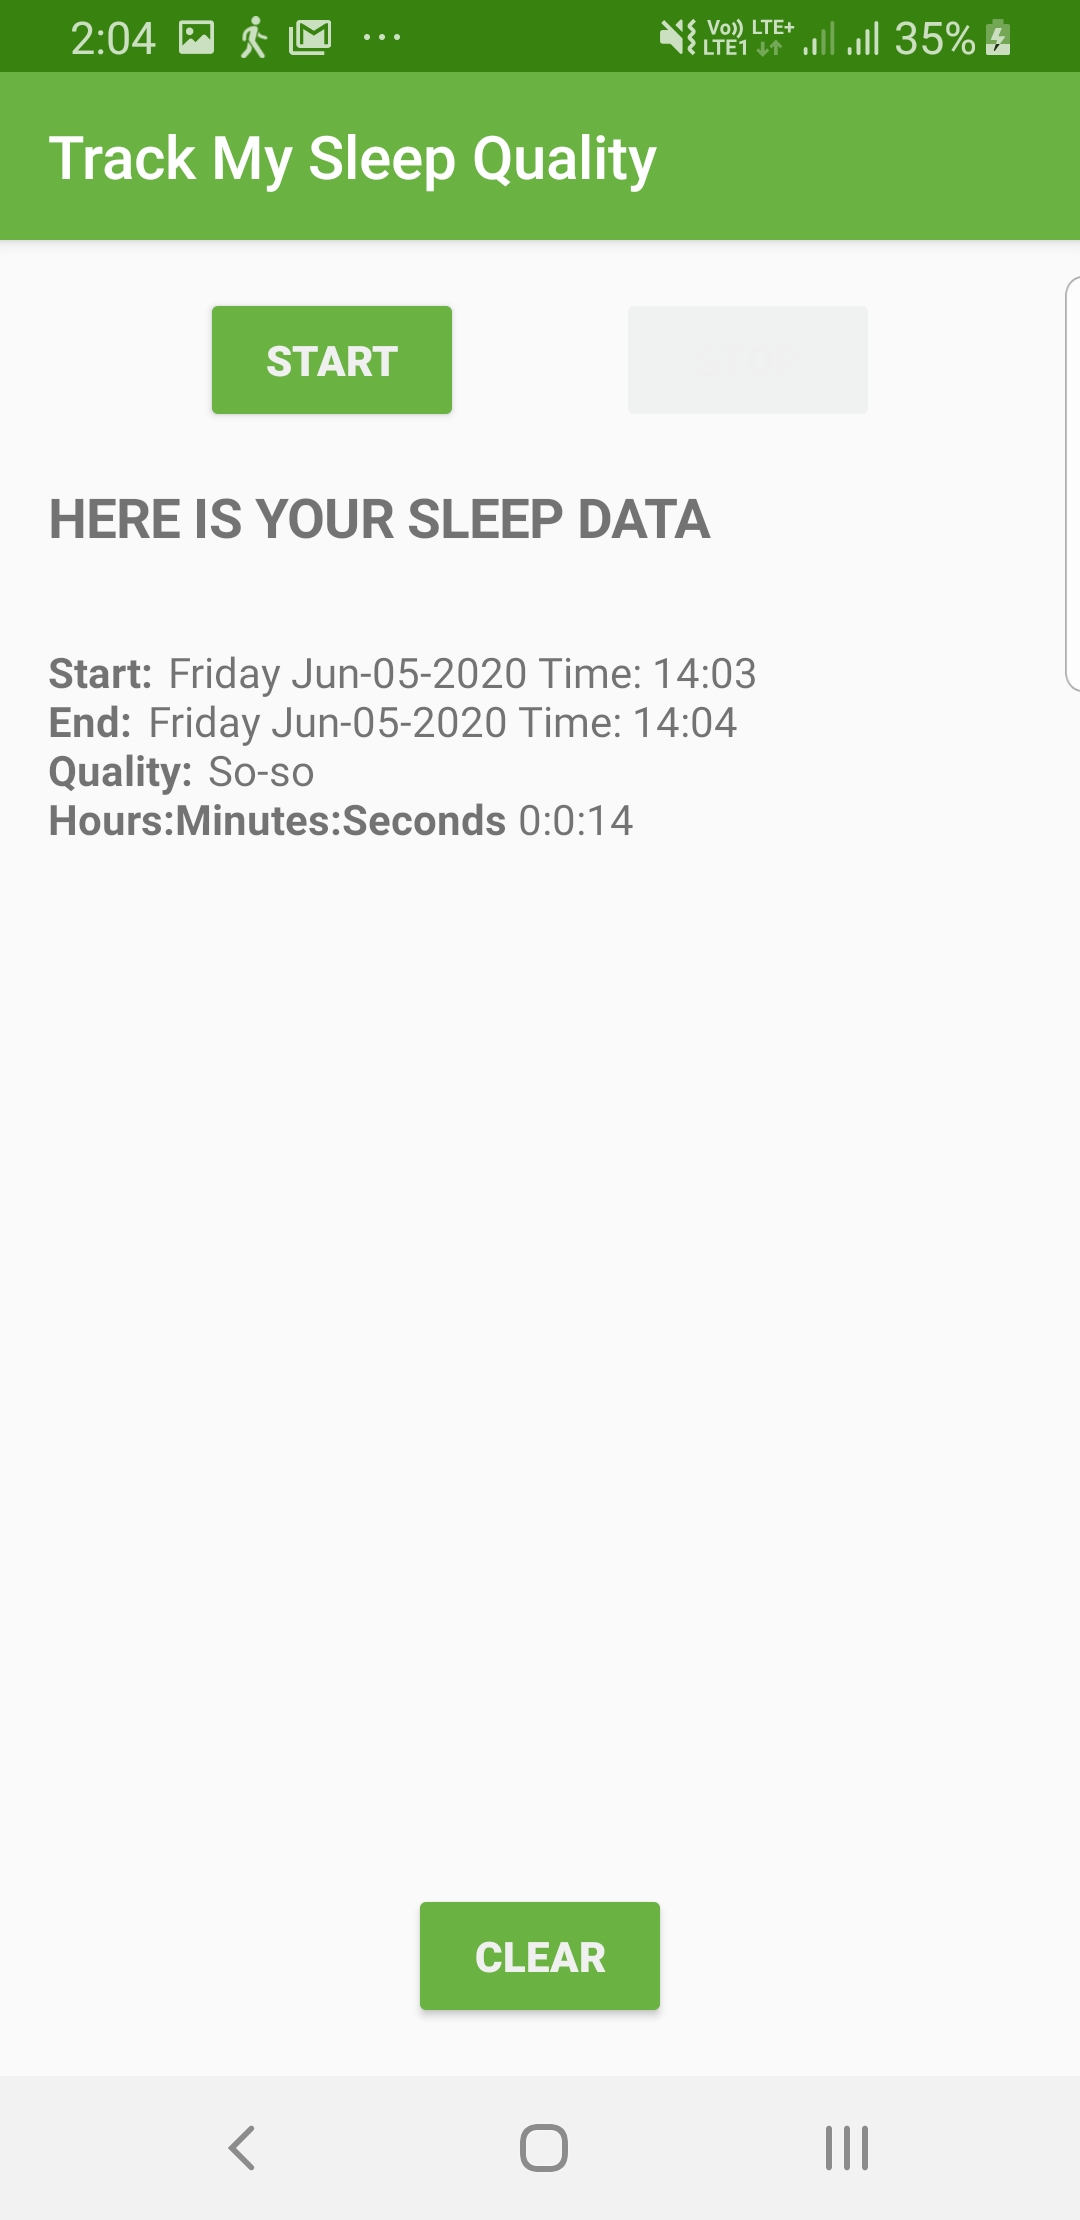 2:04
Vo)) LTE+
LTE1
35%
Track My Sleep Quality
START
HERE IS YOUR SLEEP DATA
Start: Friday Jun-05-2020 Time: 14:03
End: Friday Jun-05-2020 Time: 14:04
Quality: So-so
Hours:Minutes:Seconds 0:0:14
CLEAR